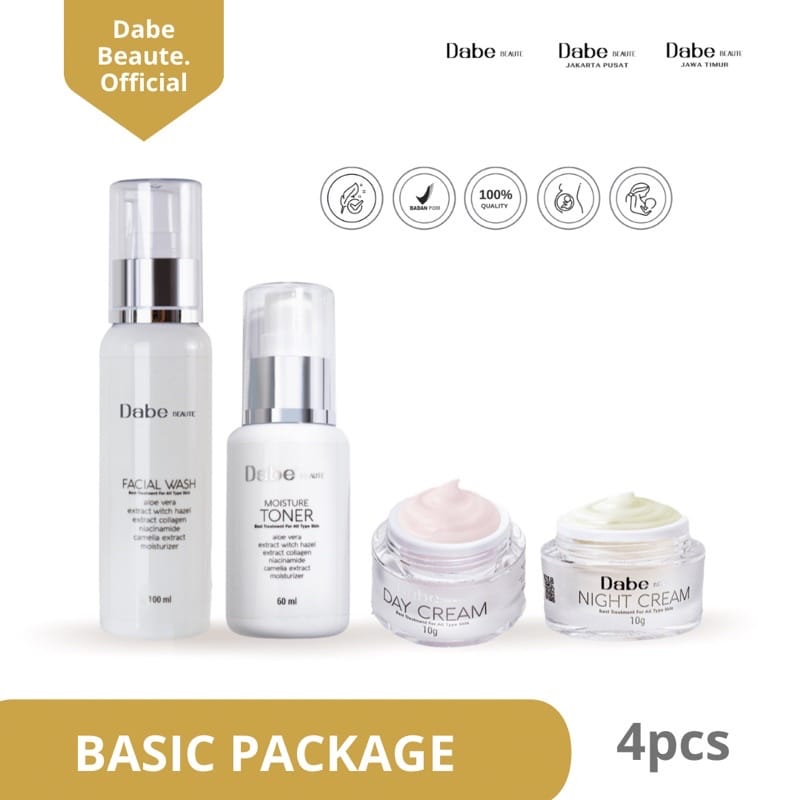 Dabe
Beaute.
Official
Dabe BEAUTE
Dabe BEAUTE
JAKARTA PUSAT
Dabe BEAUTE
JAWA TIMUR
BADAN POM
100%
QUALITY
Dabe BEAUTE
FACIAL WASH
Best Treatment For All Type Skin
aloe vera
extract witch hazel
extract collagen
niacinamide
camelia extract
moisturizer
100 ml
Dabe BEAUTE
MOISTURE
TONER
Best Treatment For All Type Skin
aloe vera
extract witch hazel
extract collagen
niacinamide
camelia extract
moisturizer
60 ml
DAY CREAM
Best Treatment For All Type Skin
10g
Dabe
NIGHT CREAM
Best Treatment For All Type Skin
10g
BASIC PACKAGE
4pcs